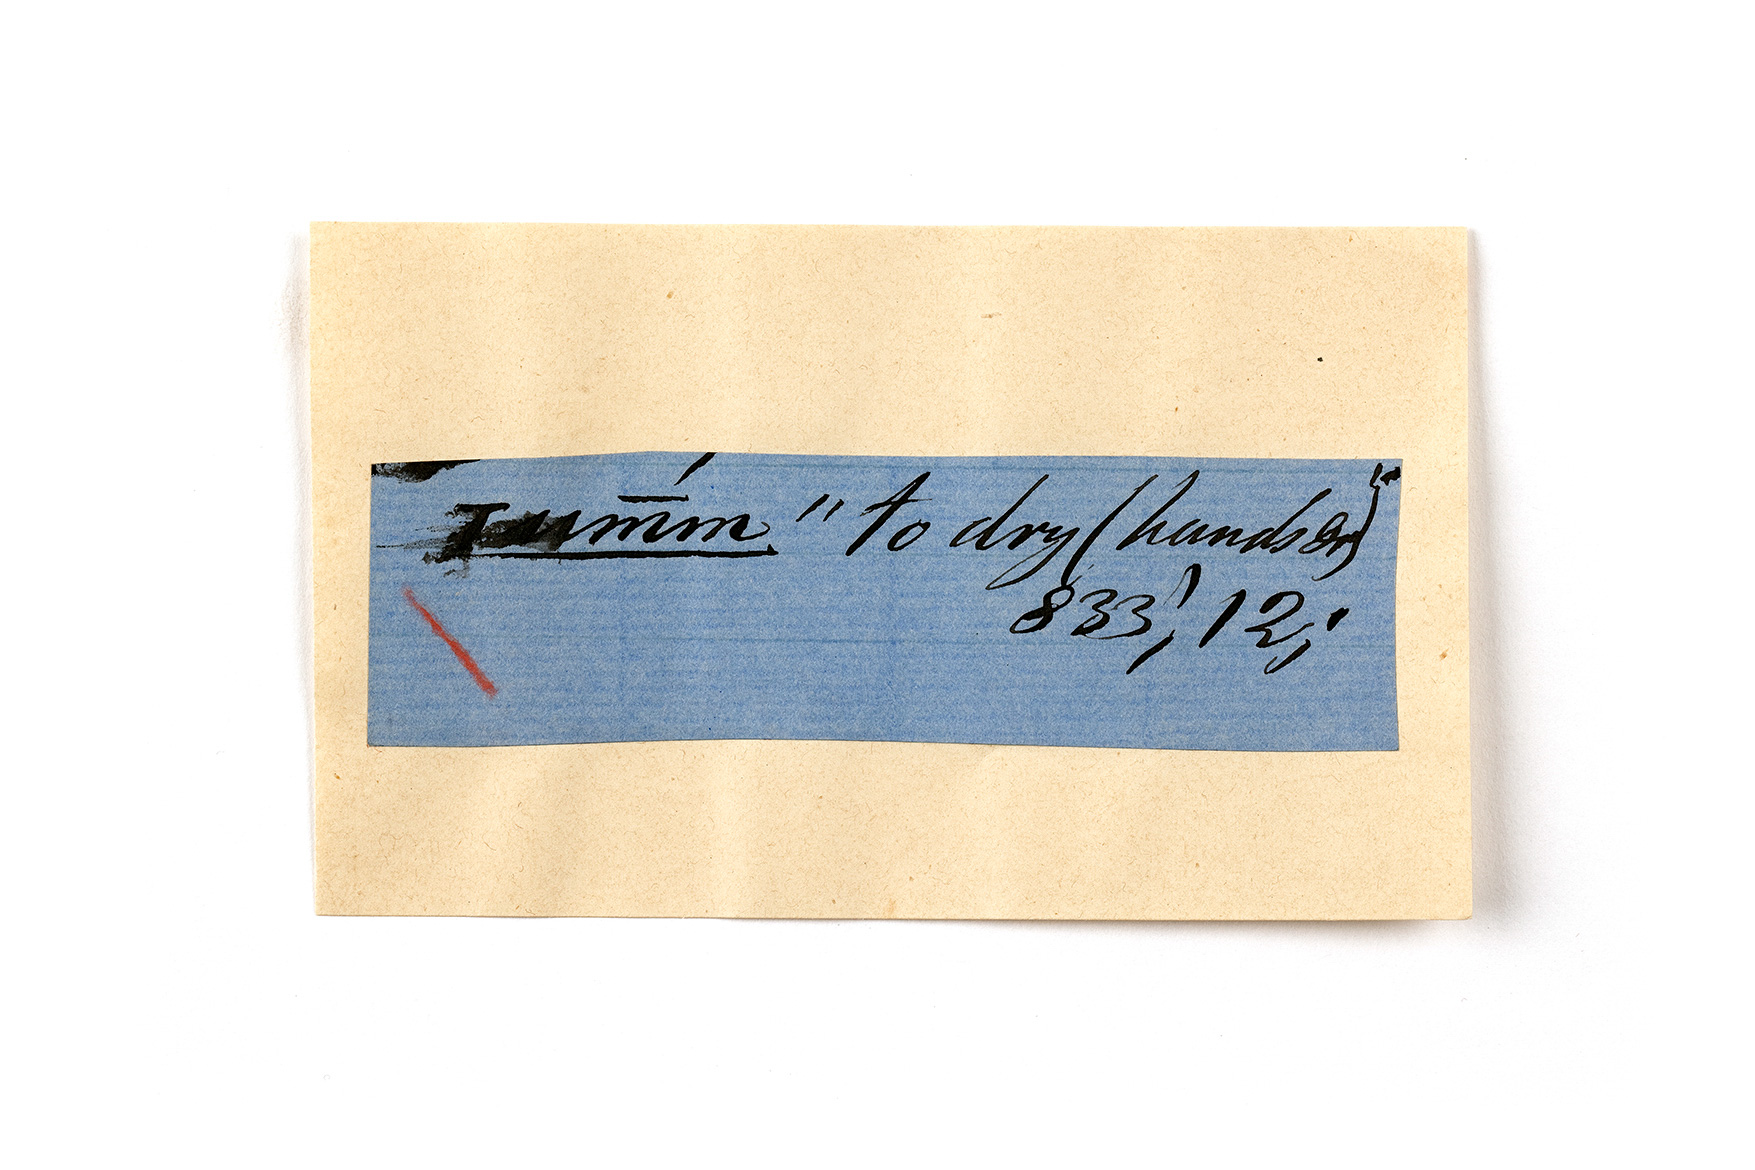 " to dry (hands &c)
833', 12,